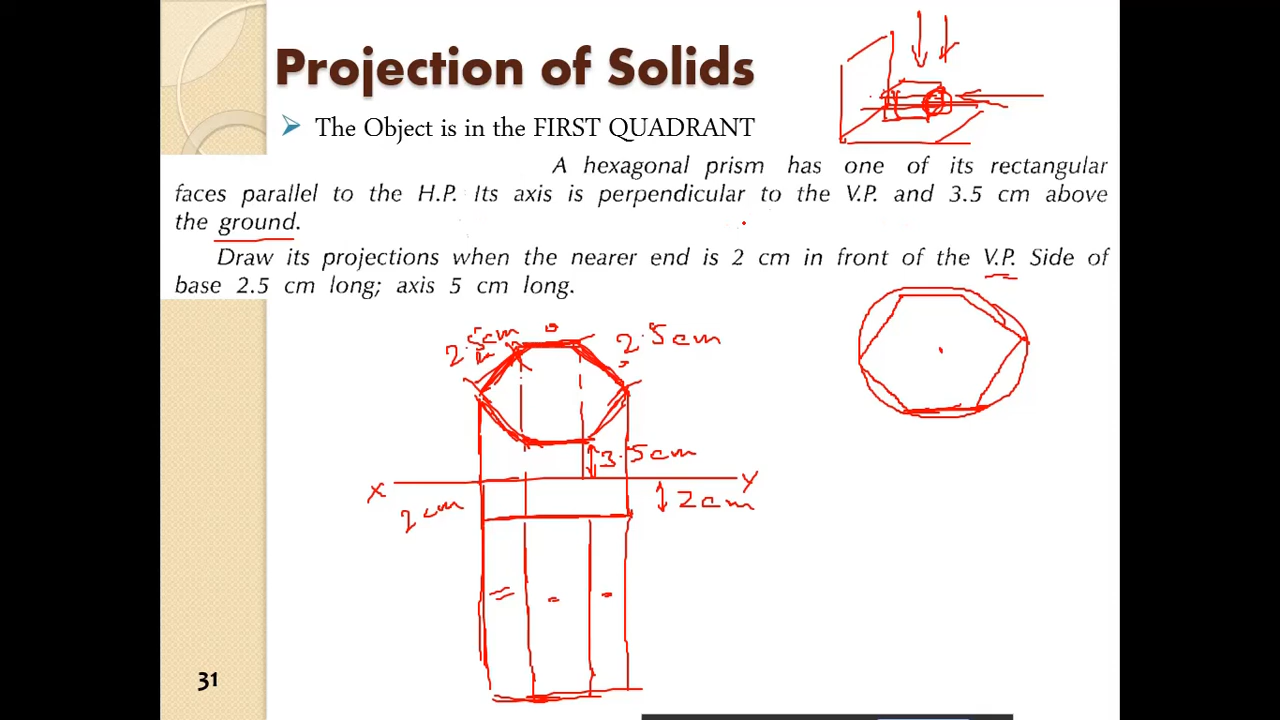 Projection of Solids
The Object is in the FIRST QUADRANT
A hexagonal prism has one of its rectangular
faces parallel to the H.P. Its axis is perpendicular to the V.P. and 3.5 cm above
the ground.
Draw its projections when the nearer end is 2 cm in front of the V.P. Side of
base 2.5 cm long; axis 5 cm long.
2.5cm
2.5cm
3.5cm
X
Y
2cm
2cm
31